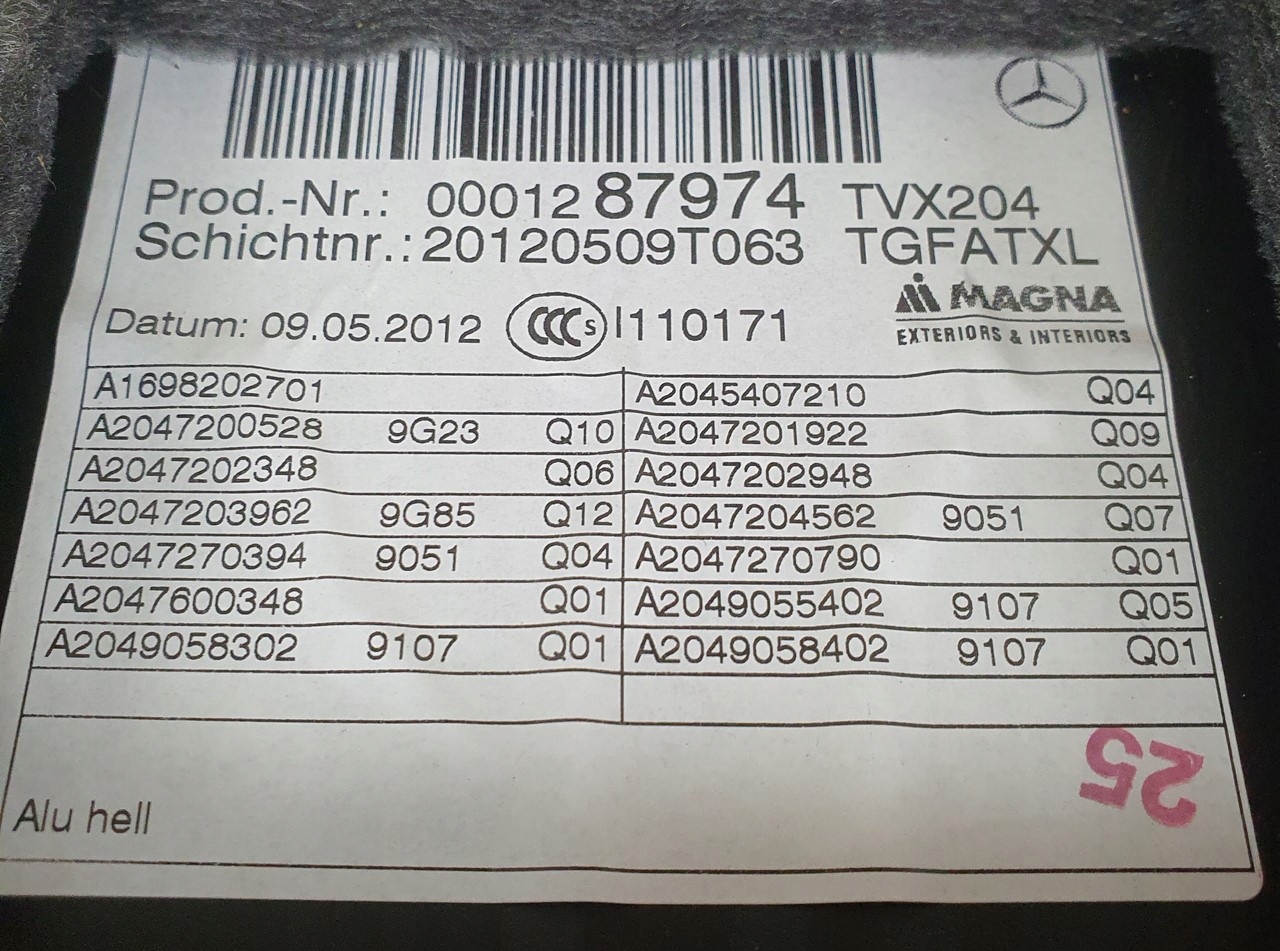 Prod.-Nr.: 00012 87974 TVX204
Schichtnr.: 20120509T063 TGFATXL
MAGNA
Datum: 09.05.2012 CCC S I110171 EXTERIORS & INTERIORS
A1698202701 A2045407210 Q04
A2047200528 9G23 Q10 A2047201922 Q09
A2047202348 Q06 A2047202948 Q04
A2047203962 9G85 Q12 A2047204562 9051 Q07
A2047270394 9051 Q04 A2047270790 Q01
A2047600348 Q01 A2049055402 9107 Q05
A2049058302 9107 Q01 A2049058402 9107 Q01
25
Alu hell